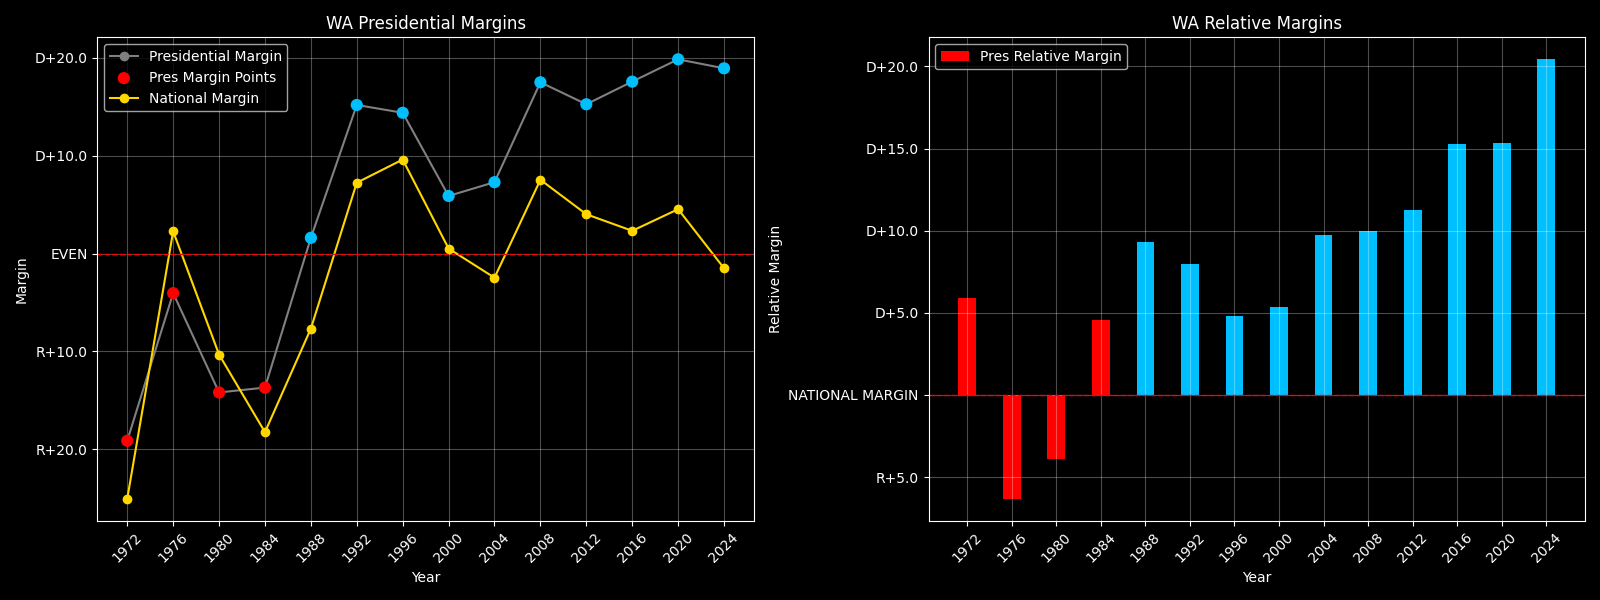 WA Presidential Margins
Presidential Margin
Pres Margin Points
National Margin
D+20.0
D+10.0
EVEN
R+10.0
R+20.0
Margin
1972 1976 1980 1984 1988 1992 1996 2000 2004 2008 2012 2016 2020 2024
Year
WA Relative Margins
Pres Relative Margin
D+20.0
D+15.0
D+10.0
D+5.0
NATIONAL MARGIN
R+5.0
Relative Margin
1972 1976 1980 1984 1988 1992 1996 2000 2004 2008 2012 2016 2020 2024
Year